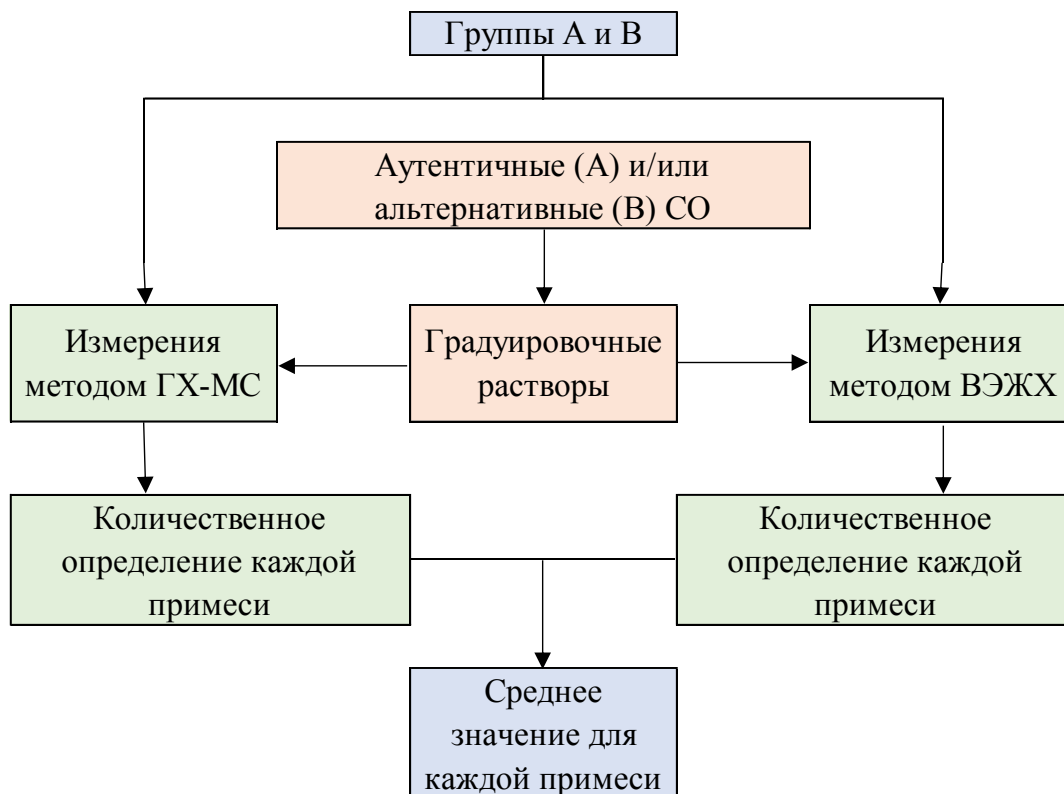 Группы А и В
Аутентичные (А) и/или
альтернативные (В) СО
Измерения
методом ГХ-МС
Градуировочные
растворы
Измерения
методом ВЭЖХ
Количественное
определение каждой
примеси
Количественное
определение каждой
примеси
Среднее
значение для
каждой примеси